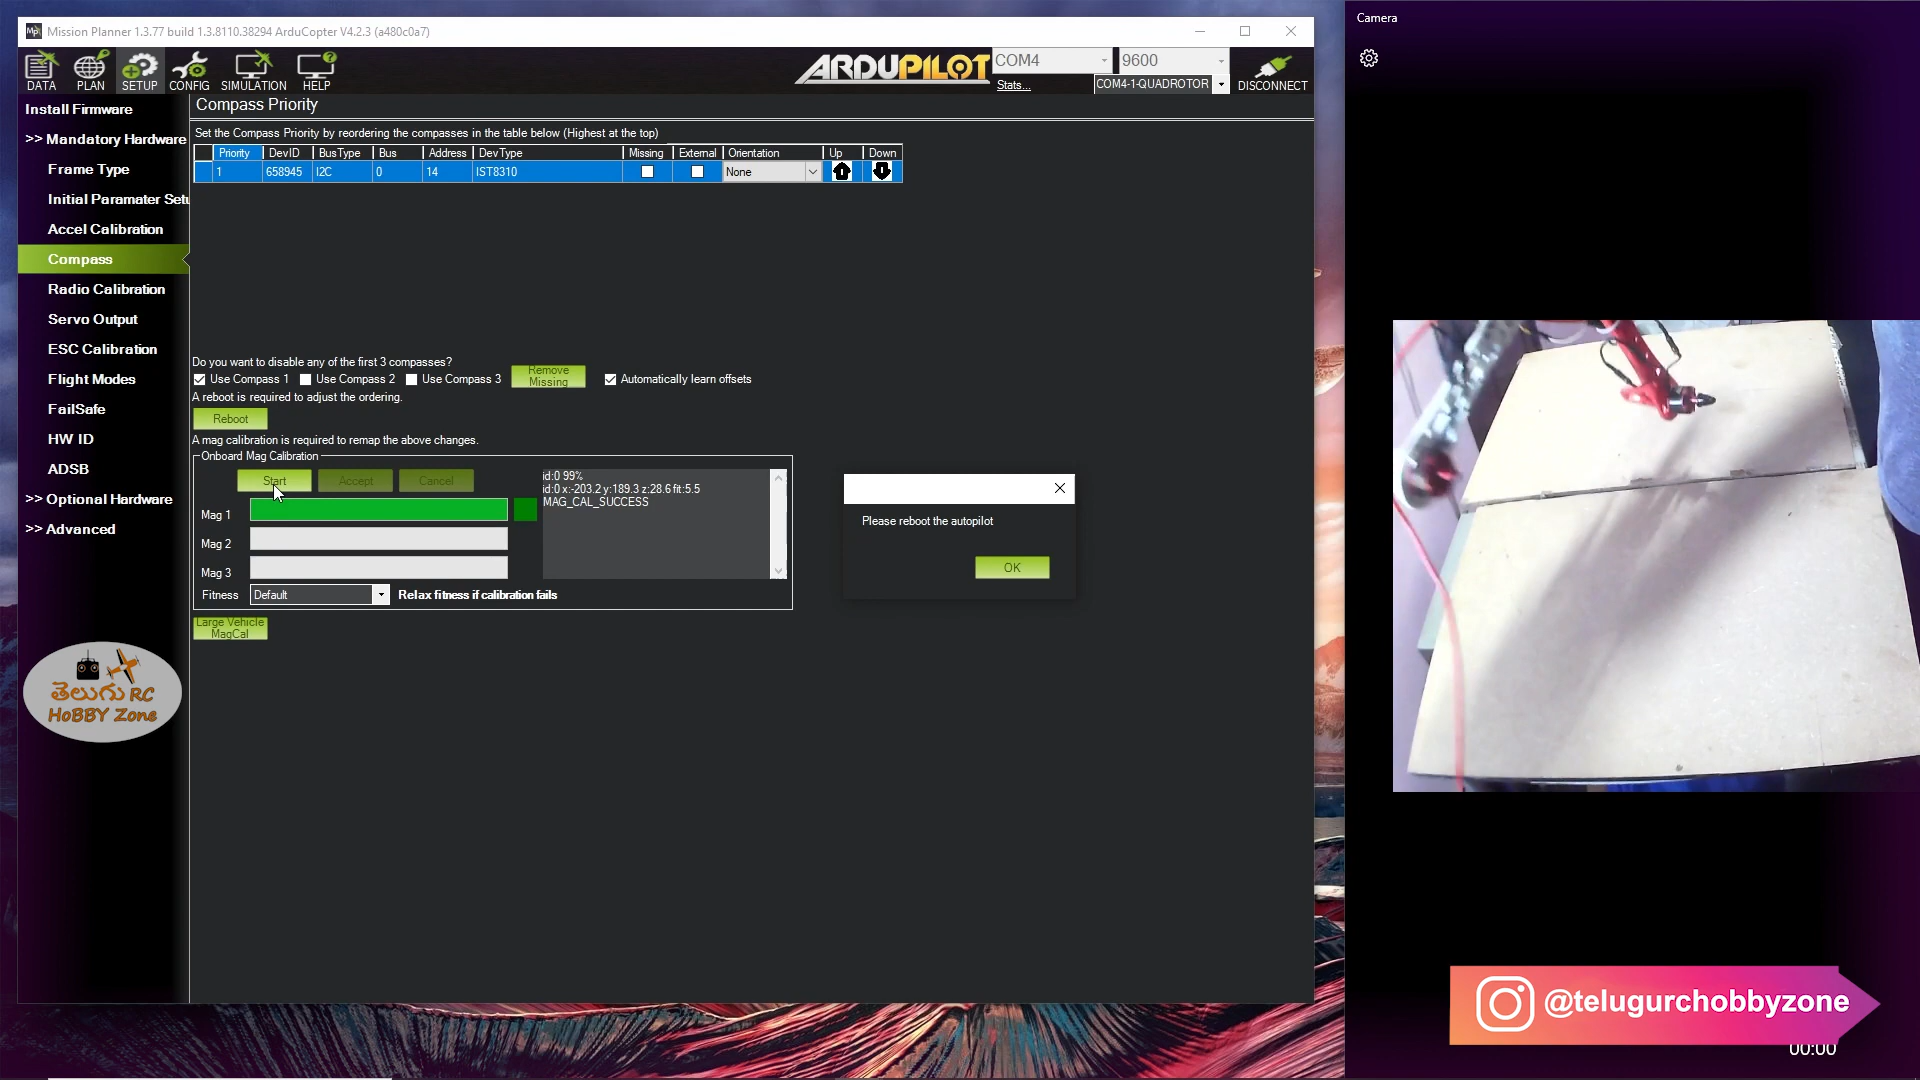 Mission Planner 1.3.77 build 1.3.8110.38294 ArduCopter V4.2.3 (a480c0a7)
DATA PLAN SETUP CONFIG SIMULATION HELP
ARDUPILOT
COM4 9600
Stats... COM4-1-QUADROTOR DISCONNECT
Install Firmware
>> Mandatory Hardware
Frame Type
Initial Paramater Setu
Accel Calibration
Compass
Radio Calibration
Servo Output
ESC Calibration
Flight Modes
FailSafe
HW ID
ADSB
>> Optional Hardware
>> Advanced
తెలుగు RC
HoBBY Zone
Compass Priority
Set the Compass Priority by reordering the compasses in the table below (Highest at the top)
Priority DevID BusType Bus Address DevType Missing External Orientation Up Down
1 658945 I2C 0 14 IST8310 None
Do you want to disable any of the first 3 compasses?
Use Compass 1 Use Compass 2 Use Compass 3 Remove Missing Automatically learn offsets
A reboot is required to adjust the ordering.
Reboot
A mag calibration is required to remap the above changes.
Onboard Mag Calibration
Start Accept Cancel
Mag 1
Mag 2
Mag 3
id:0 99%
id:0 x:-203.2 y:189.3 z:28.6 fit:5.5
MAG_CAL_SUCCESS
Fitness Default Relax fitness if calibration fails
Large Vehicle
MagCal
Please reboot the autopilot
OK
Camera
@telugurchobbyzone
00:00